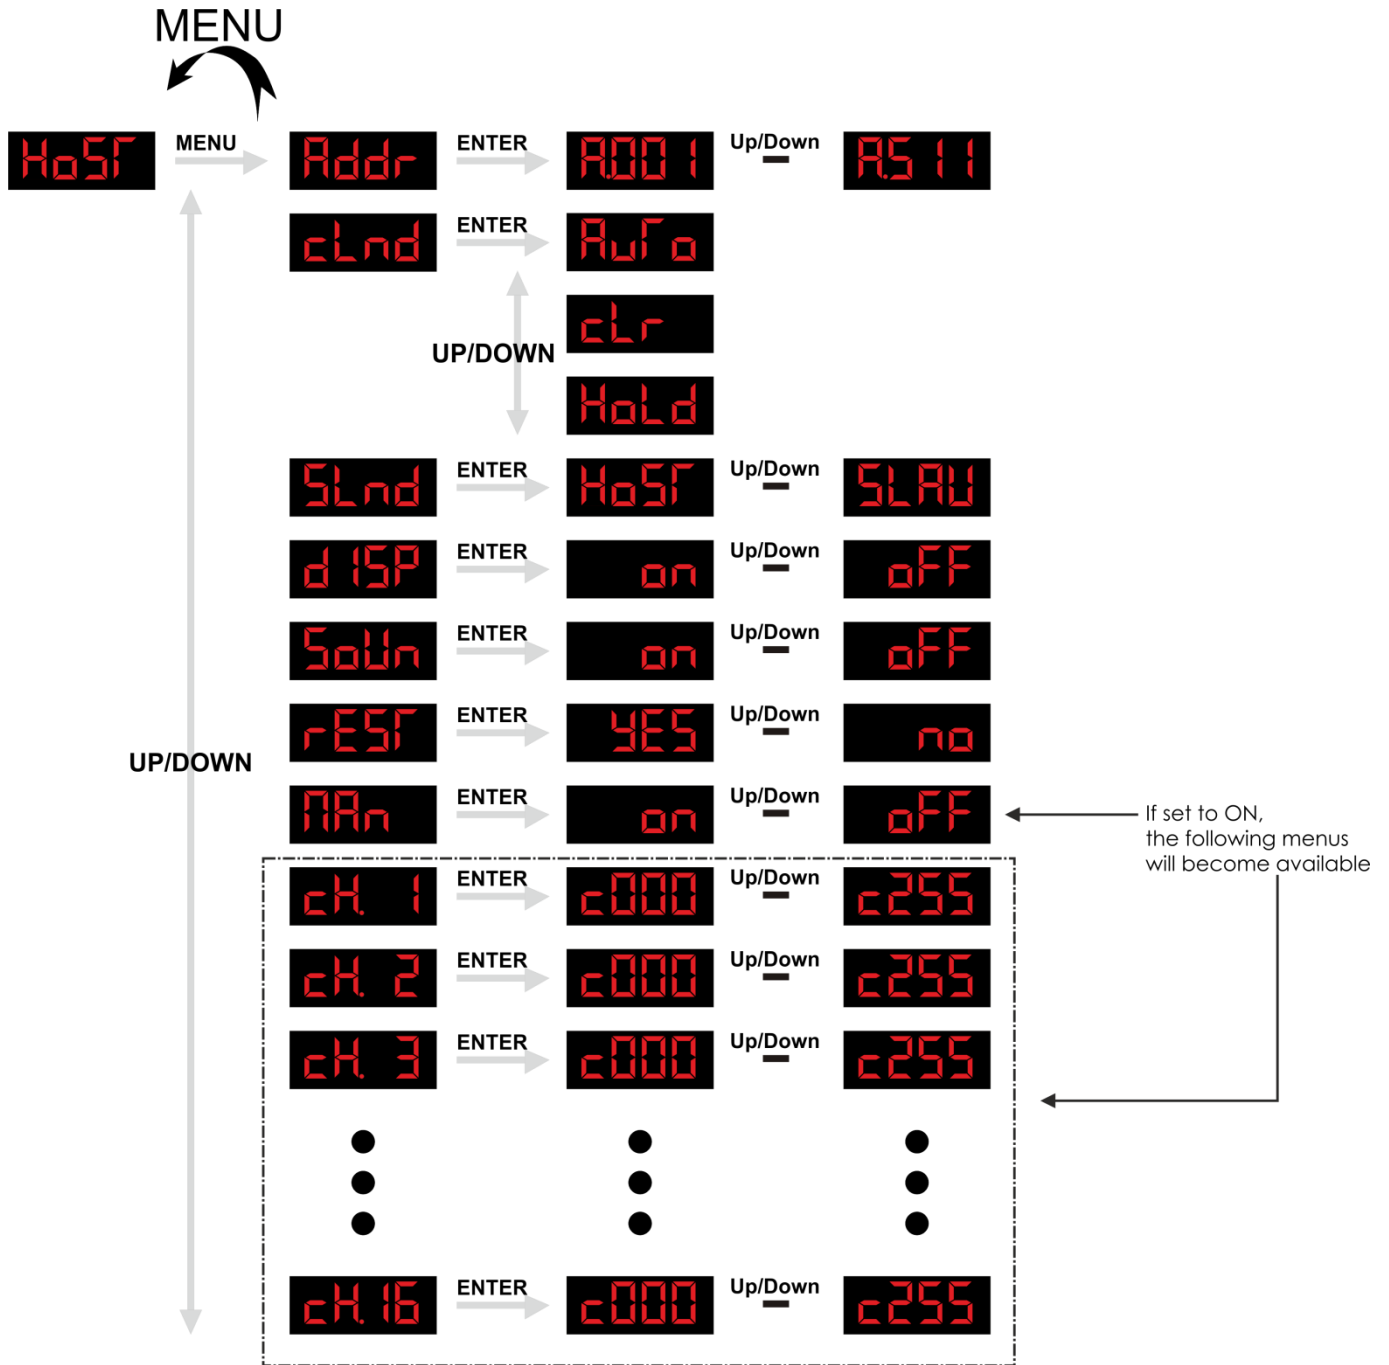 MENU
HoST MENU Addr ENTER A.001 Up/Down A.511
cLnd ENTER AuTo
cLr
UP/DOWN
HoLd
SLnd ENTER HoST Up/Down SLAU
dISP ENTER on Up/Down oFF
SoUn ENTER on Up/Down oFF
rEST ENTER YES Up/Down no
UP/DOWN
MAn ENTER on Up/Down oFF
If set to ON,
the following menus
will become available
cH. 1 ENTER c000 Up/Down c255
cH. 2 ENTER c000 Up/Down c255
cH. 3 ENTER c000 Up/Down c255
cH.16 ENTER c000 Up/Down c255